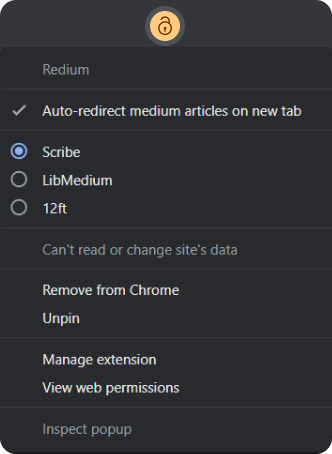 Redium
Auto-redirect medium articles on new tab
Scribe
LibMedium
12ft
Can't read or change site's data
Remove from Chrome
Unpin
Manage extension
View web permissions
Inspect popup